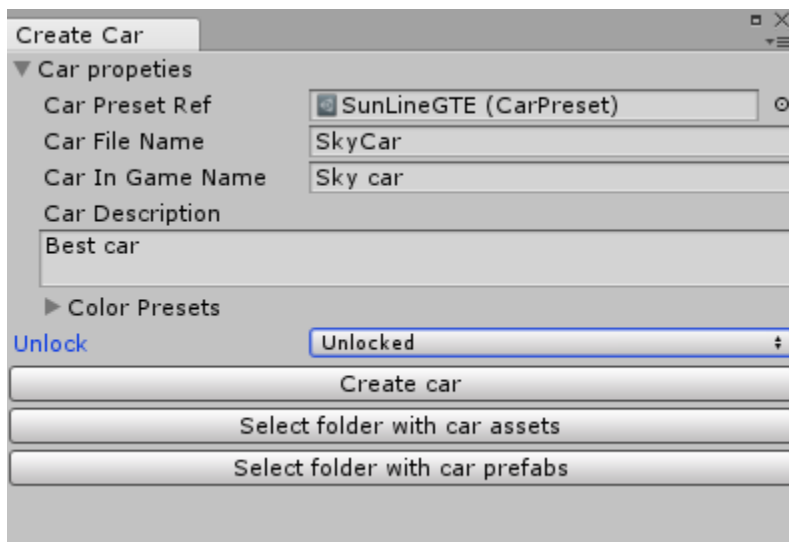 Create Car
Car propeties
Car Preset Ref SunLineGTE (CarPreset)
Car File Name SkyCar
Car In Game Name Sky car
Car Description
Best car
Color Presets
Unlock Unlocked
Create car
Select folder with car assets
Select folder with car prefabs